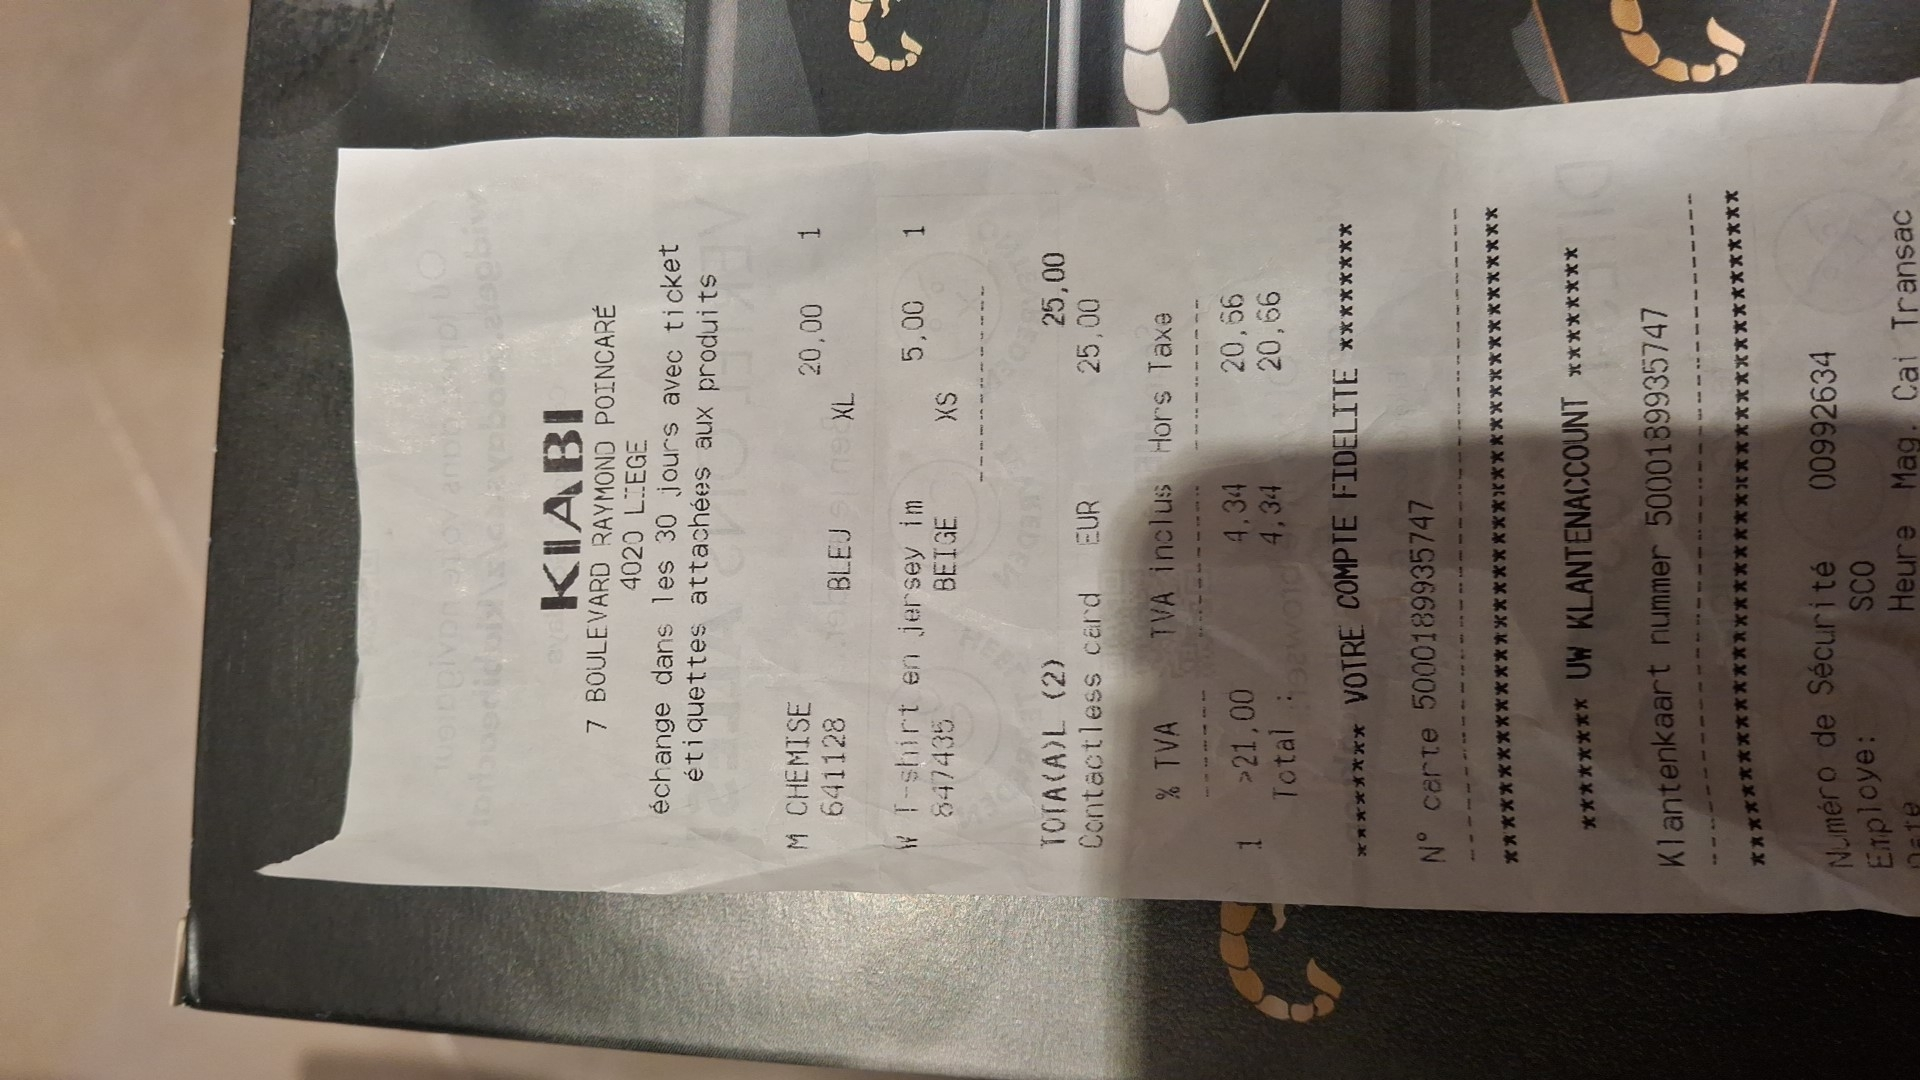 KIABI
7 BOULEVARD RAYMOND POINCARÉ
4020 LIEGE
échange dans les 30 jours avec ticket
étiquettes attachées aux produits
M CHEMISE 20,00 1
641128 BLEU XL
W T-shirt en jersey im 5,00 1
847435 BEIGE XS
--------------
TOT(A)L (2) 25,00
Contactless card EUR 25,00
% TVA TVA inclus Hors Taxe
1 >21,00 4,34 20,66
Total : 4,34 20,66
******** VOTRE COMPTE FIDELITE ********
N° carte 5000189935747
******** UW KLANTENACCOUNT ********
Klantenkaart nummer 5000189935747
Numéro de Sécurité 00992634
Employe: SCO
Heure Mag. Cai Transac